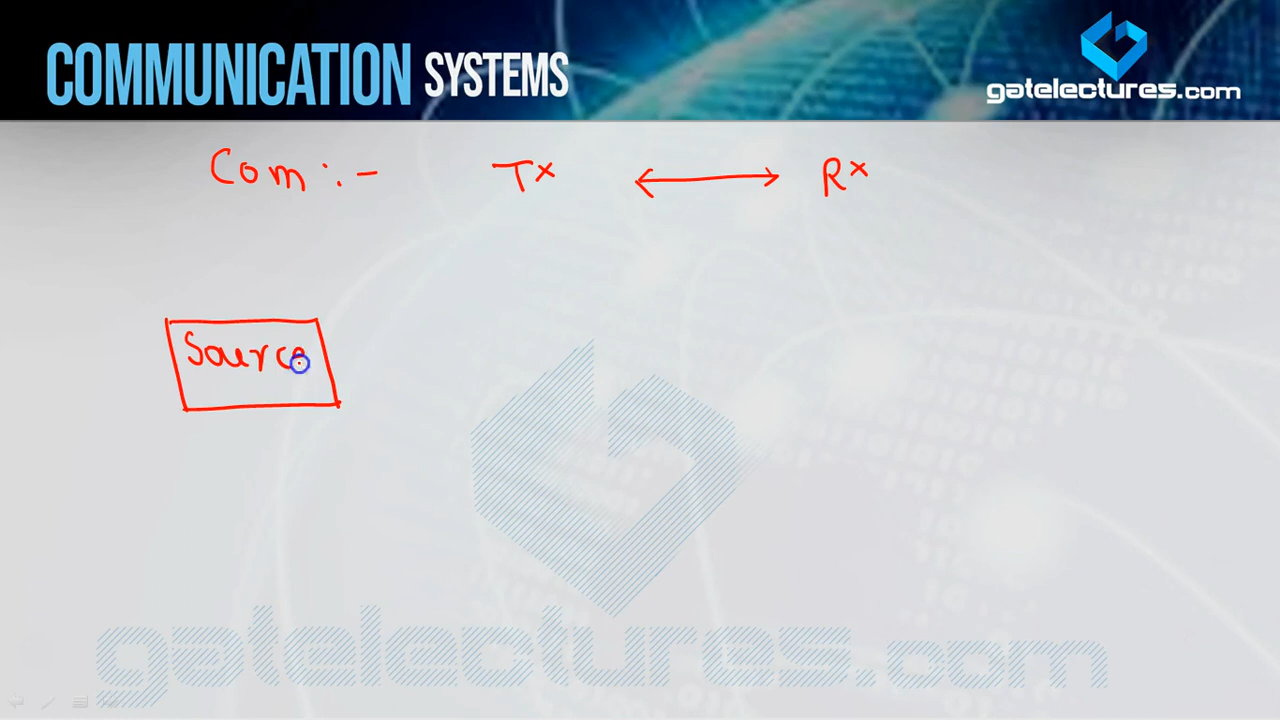 COMMUNICATION SYSTEMS
gatelectures.com
Com :- Tx ⟷ Rx
Source
gatelectures.com